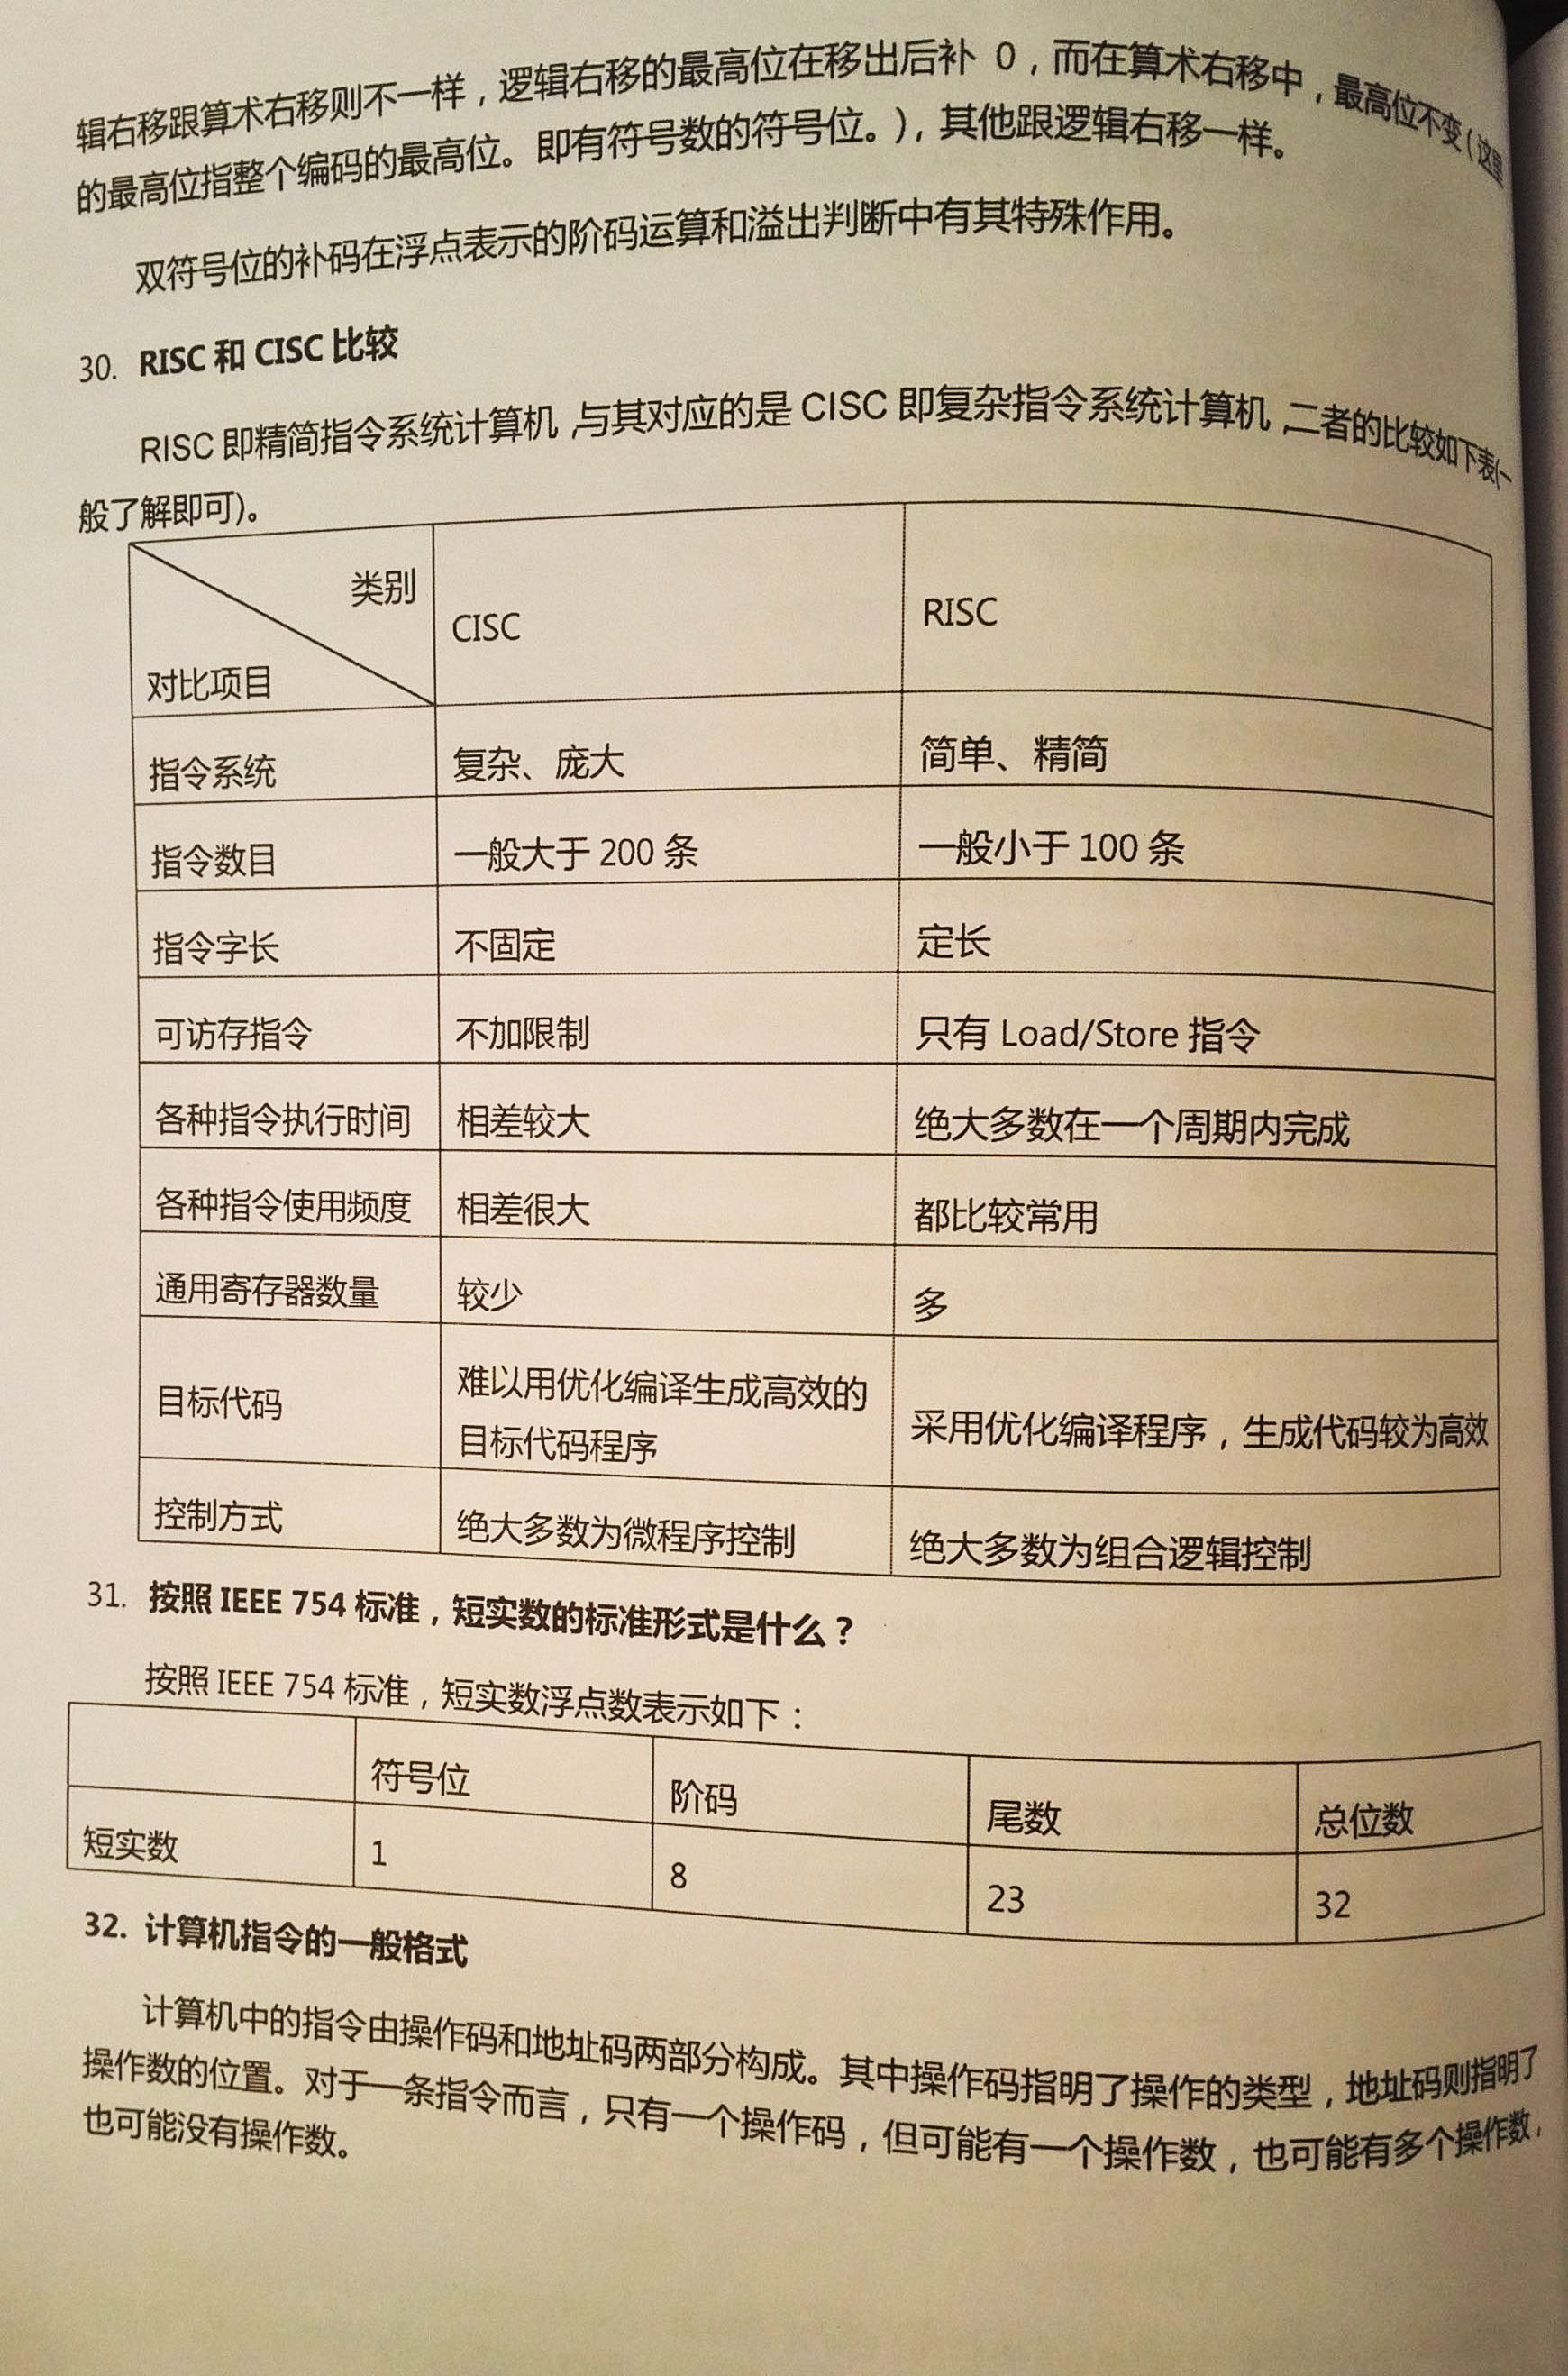 辑右移跟算术右移则不一样，逻辑右移的最高位在移出后补 0，而在算术右移中，最高位不变(这里
的最高位指整个编码的最高位。即有符号数的符号位。)，其他跟逻辑右移一样。
双符号位的补码在浮点表示的阶码运算和溢出判断中有其特殊作用。
30. RISC 和 CISC 比较
RISC 即精简指令系统计算机,与其对应的是 CISC 即复杂指令系统计算机,二者的比较如下表(一
般了解即可)。
类别
对比项目 CISC RISC
指令系统 复杂、庞大 简单、精简
指令数目 一般大于 200 条 一般小于 100 条
指令字长 不固定 定长
可访存指令 不加限制 只有 Load/Store 指令
各种指令执行时间 相差较大 绝大多数在一个周期内完成
各种指令使用频度 相差很大 都比较常用
通用寄存器数量 较少 多
目标代码 难以用优化编译生成高效的
目标代码程序 采用优化编译程序，生成代码较为高效
控制方式 绝大多数为微程序控制 绝大多数为组合逻辑控制
31. 按照 IEEE 754 标准，短实数的标准形式是什么？
按照 IEEE 754 标准，短实数浮点数表示如下：
符号位 阶码 尾数 总位数
短实数 1 8 23 32
32. 计算机指令的一般格式
计算机中的指令由操作码和地址码两部分构成。其中操作码指明了操作的类型，地址码则指明了
操作数的位置。对于一条指令而言，只有一个操作码，但可能有一个操作数，也可能有多个操作数，
也可能没有操作数。